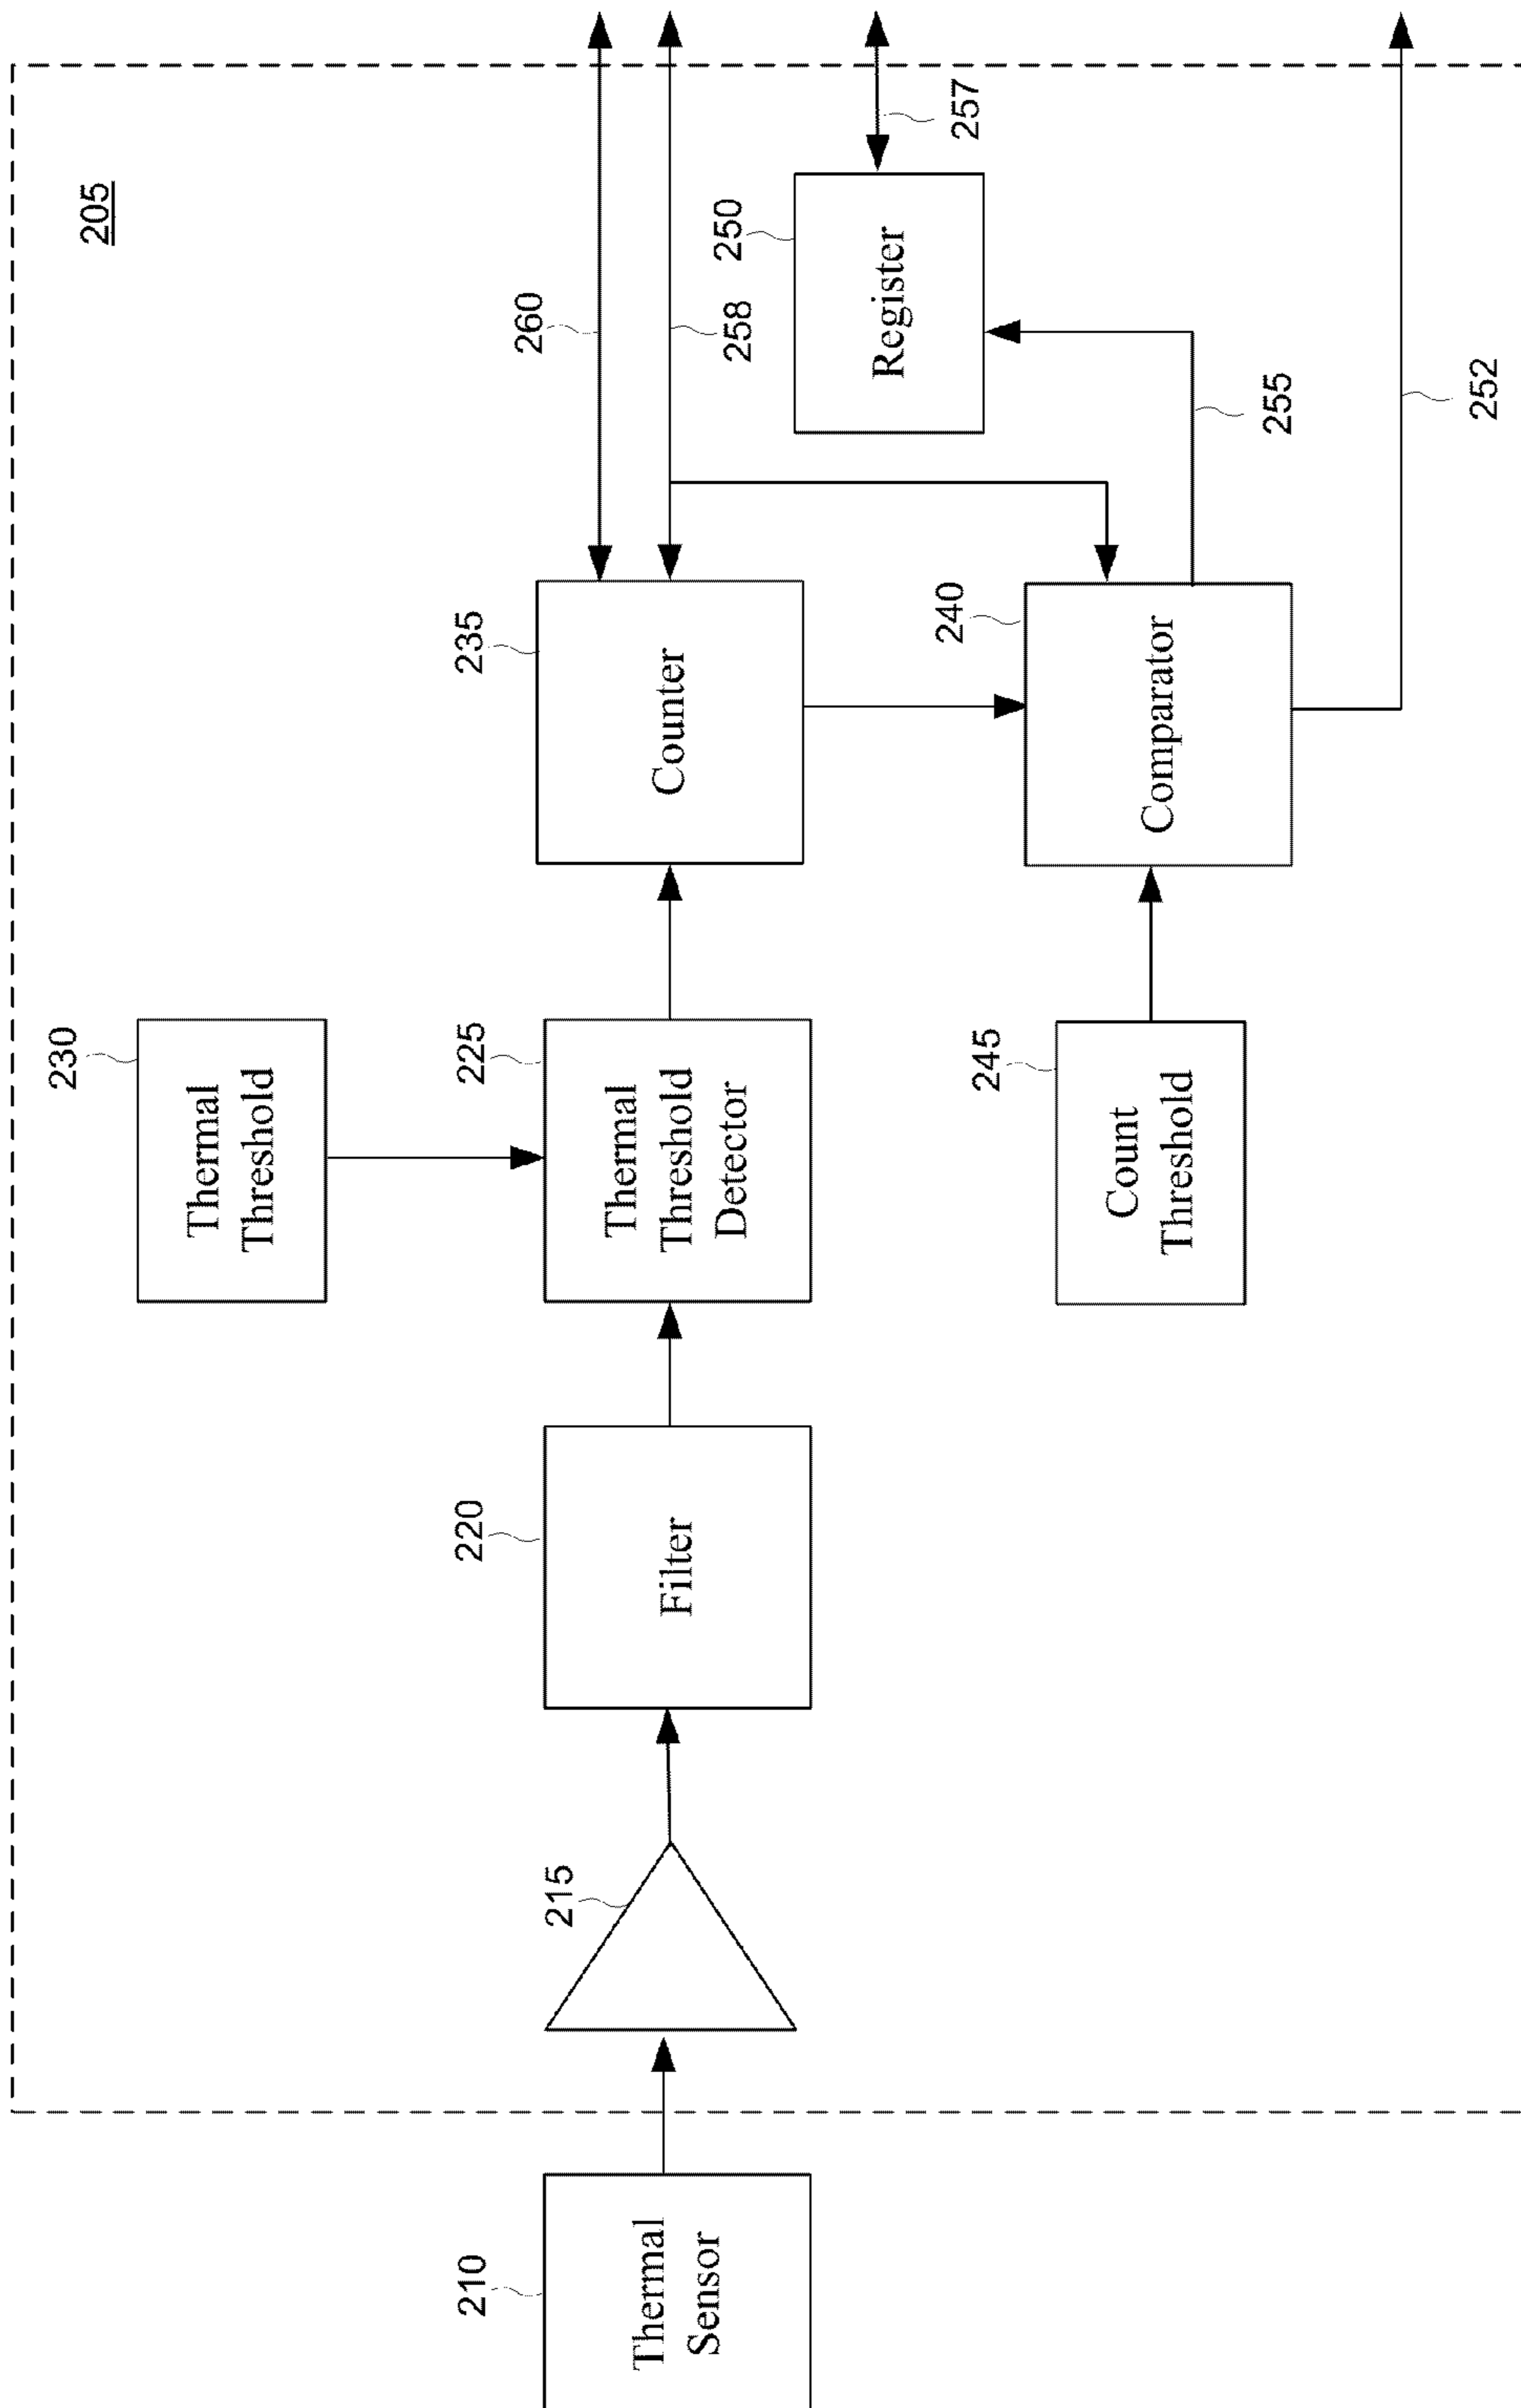 205
230
Thermal
Threshold
260
210
Thermal
Sensor
215
220
Filter
225
Thermal
Threshold
Detector
235
Counter
258
250
Register
257
245
Count
Threshold
240
Comparator
255
252